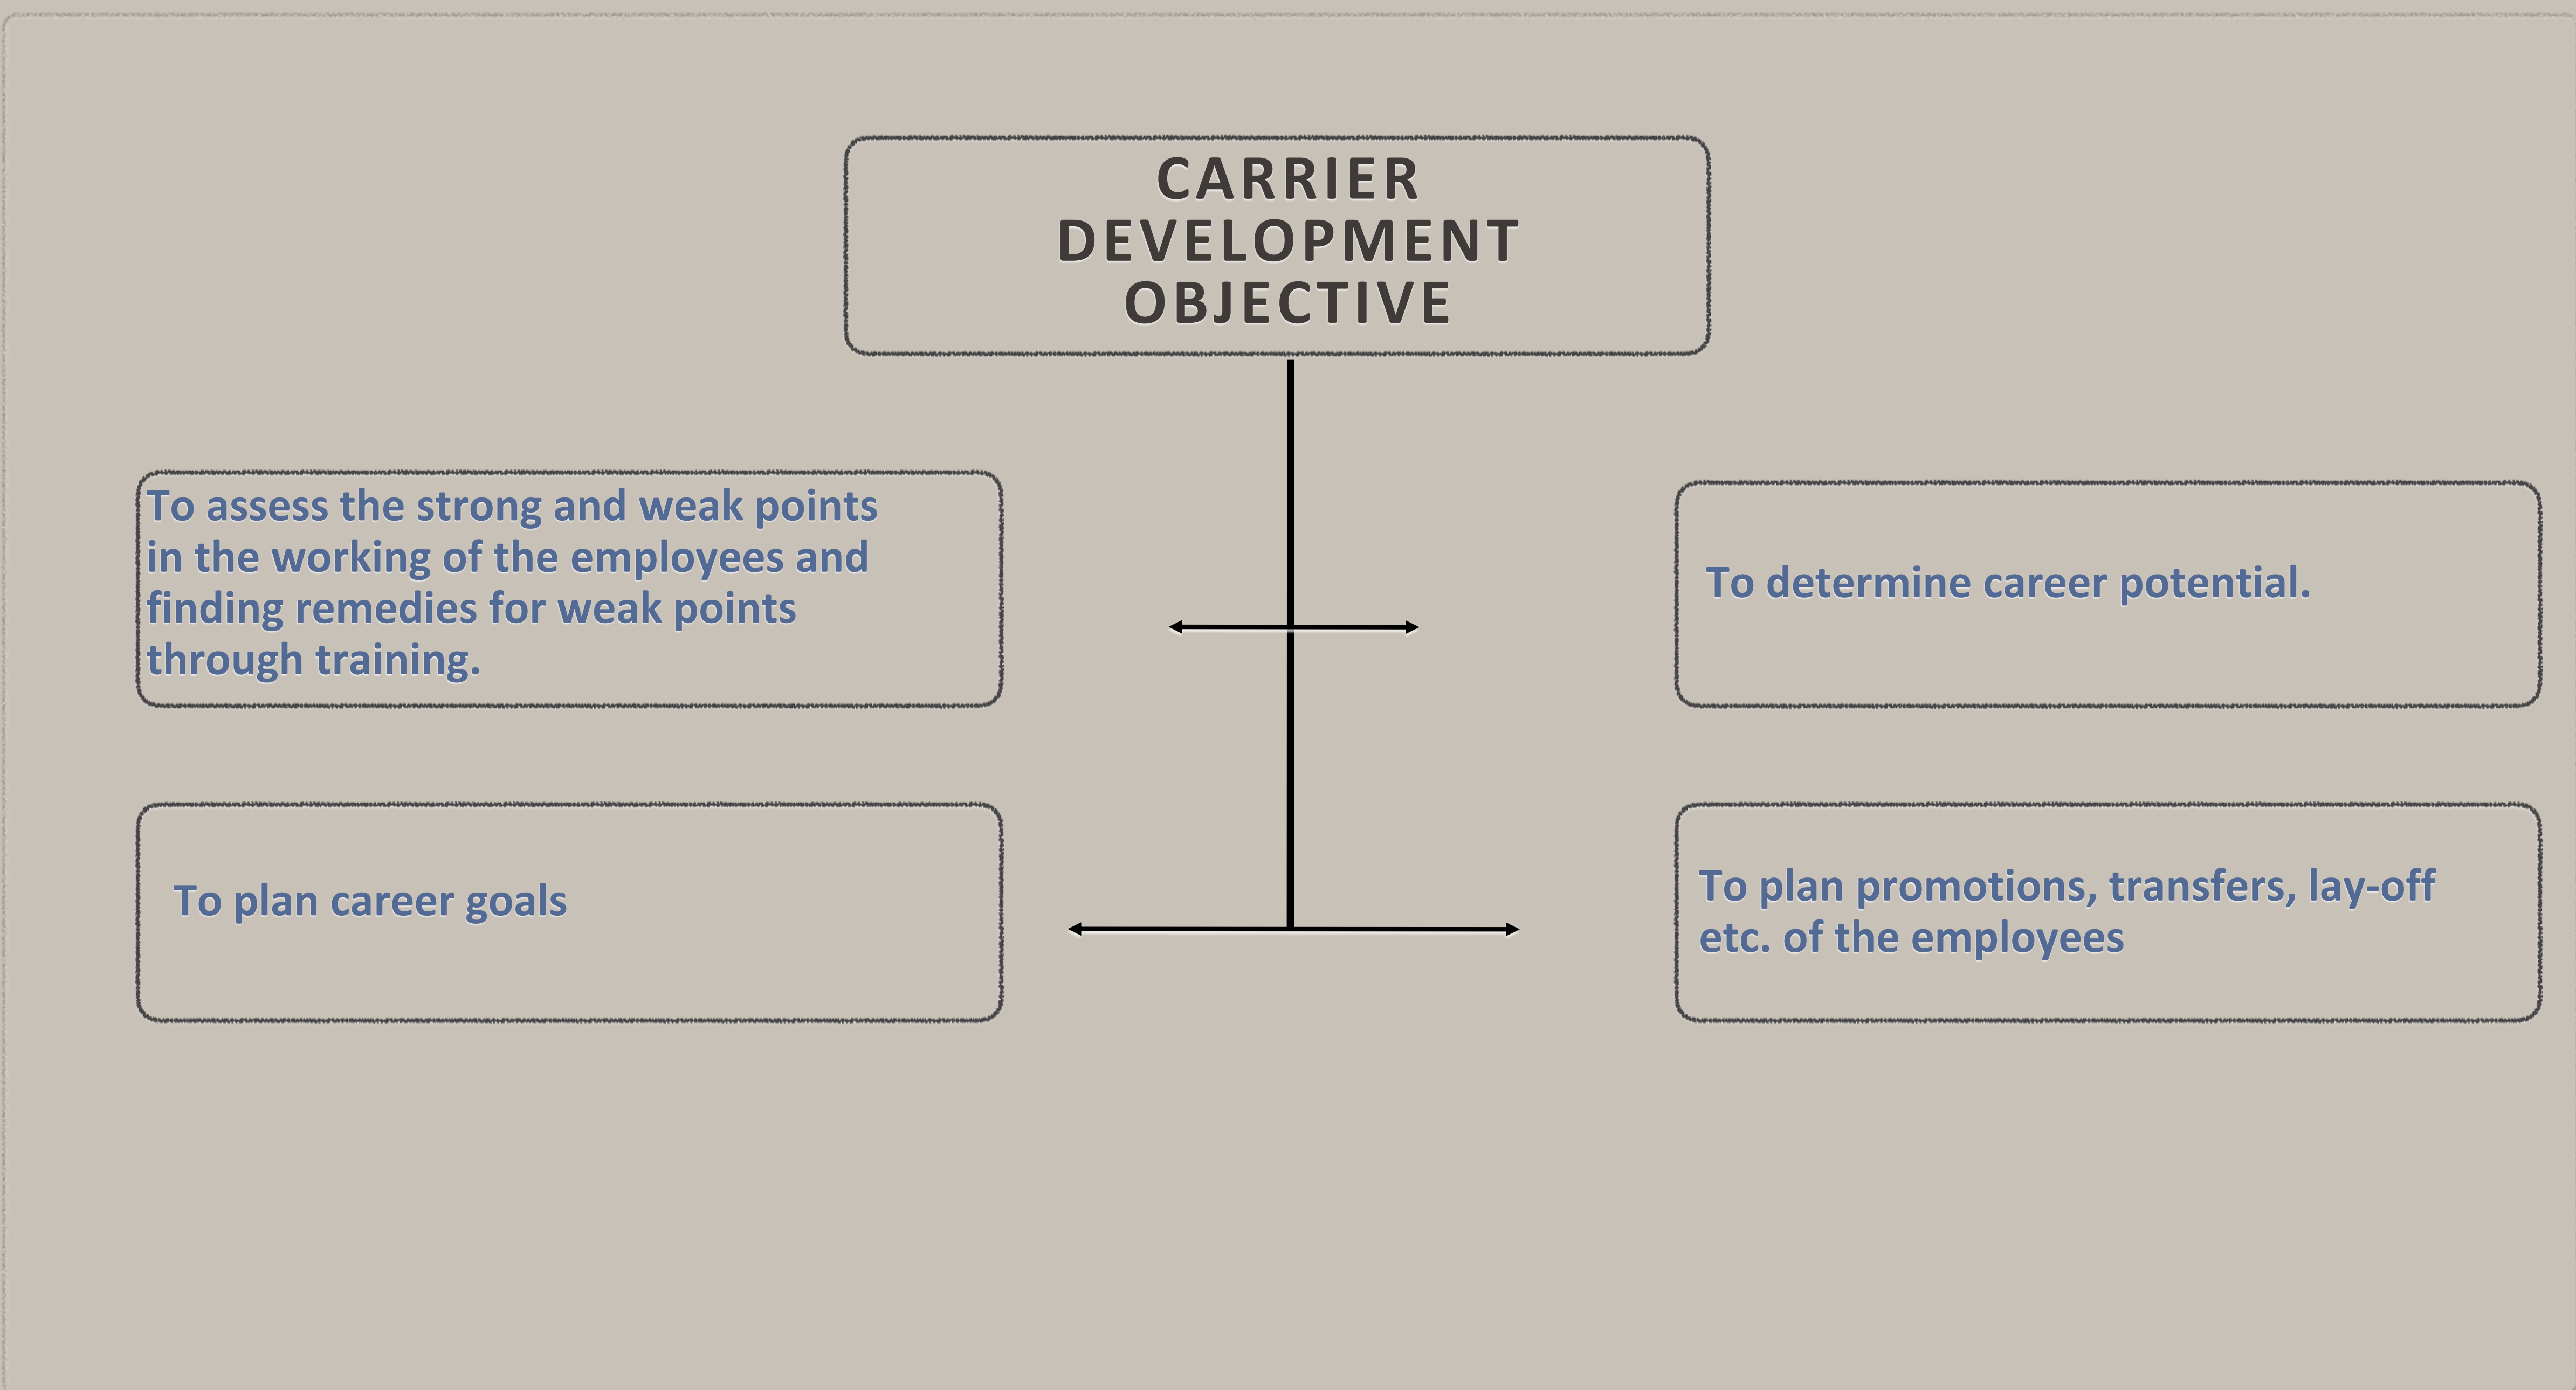 CARRIER
DEVELOPMENT
OBJECTIVE
To assess the strong and weak points
in the working of the employees and
finding remedies for weak points
through training.
To determine career potential.
To plan career goals
To plan promotions, transfers, lay-off
etc. of the employees